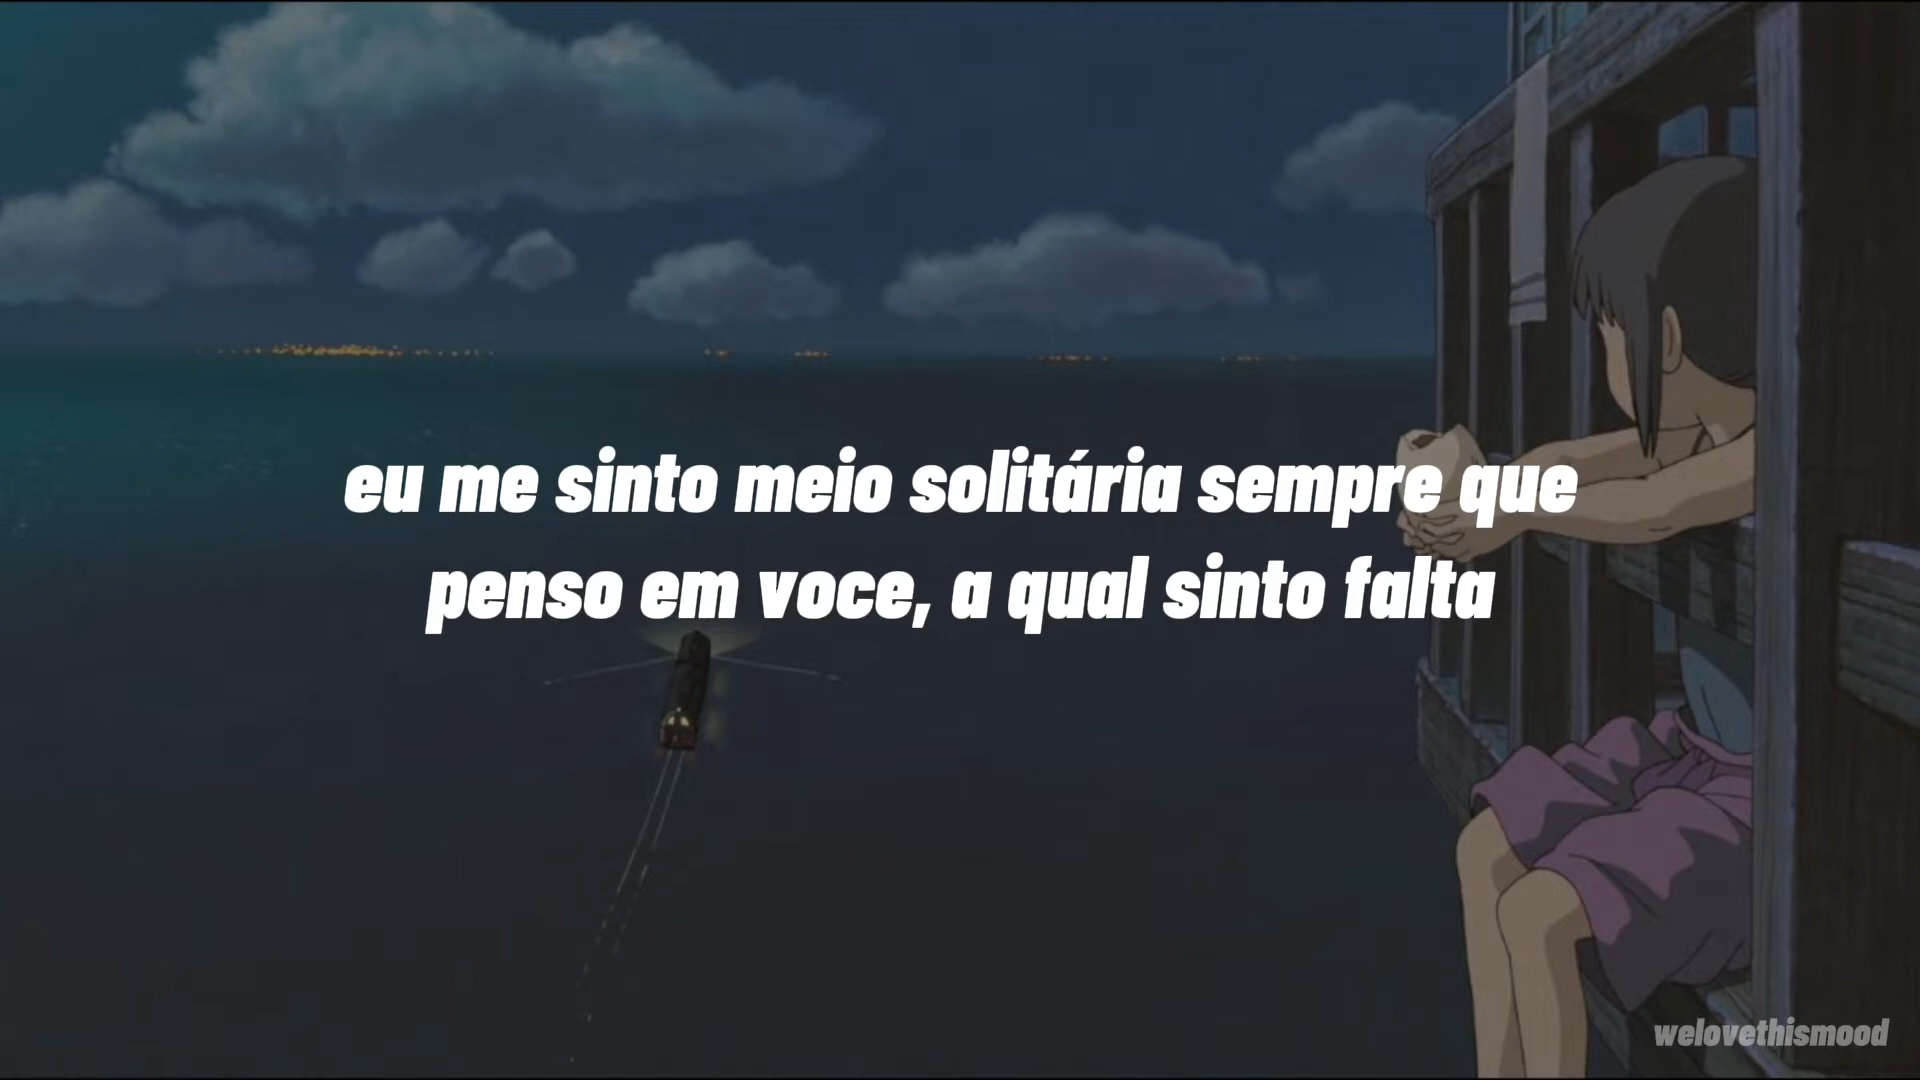 eu me sinto meio solitária sempre que
penso em voce, a qual sinto falta
welovethismood